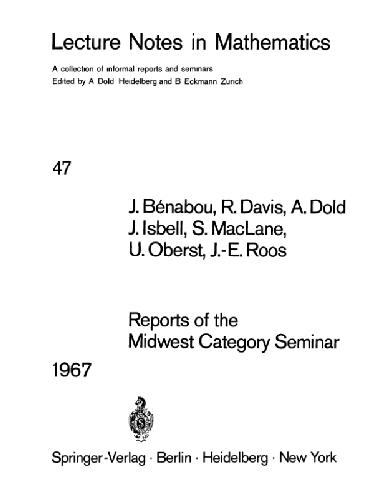 Lecture Notes in Mathematics
A collection of informal reports and seminars
Edited by A Dold Heidelberg and B Eckmann Zurich
47
J. Bénabou, R. Davis, A. Dold
J. Isbell, S. MacLane,
U. Oberst, J.-E. Roos
Reports of the
Midwest Category Seminar
1967
Springer-Verlag · Berlin · Heidelberg · New York